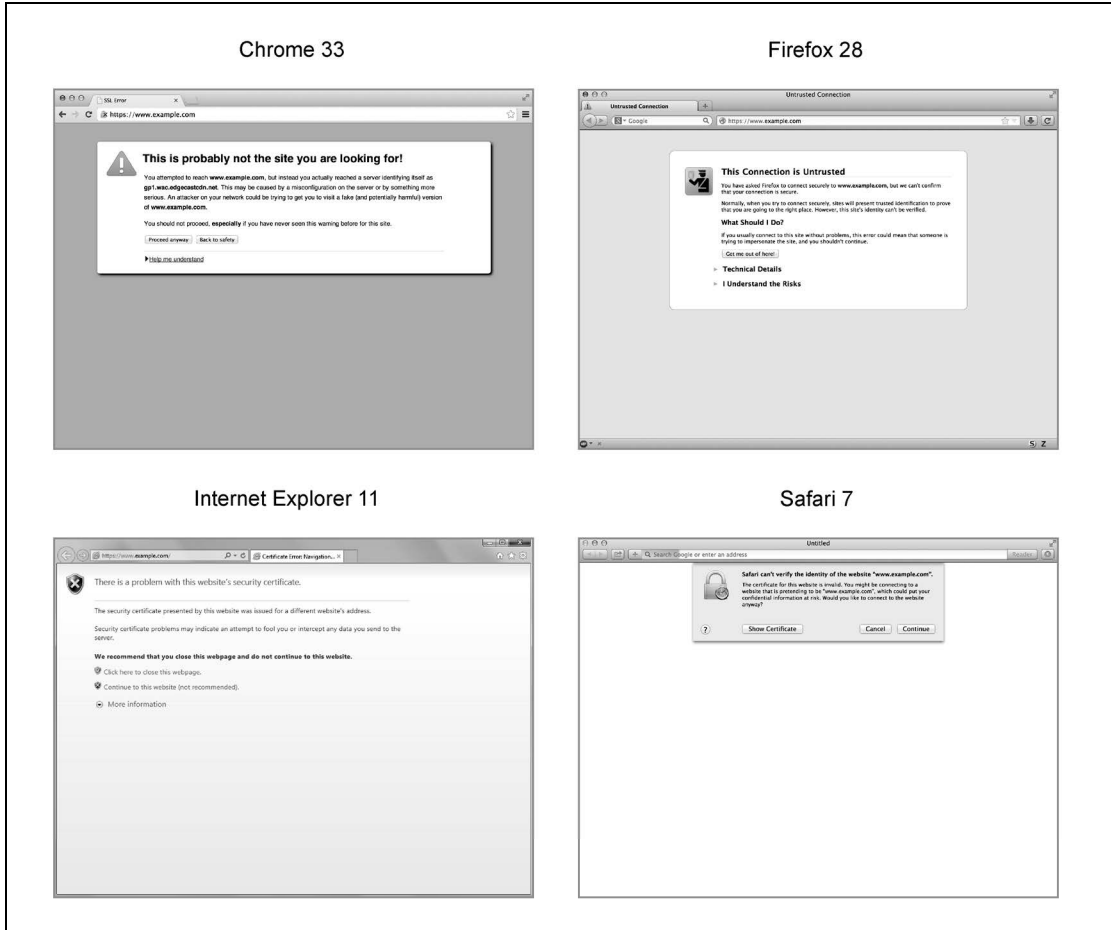 Chrome 33
SSL Error
https://www.example.com
This is probably not the site you are looking for!
You attempted to reach www.example.com, but instead you actually reached a server identifying itself as
gp1.wac.edgecastcdn.net. This may be caused by a misconfiguration on the server or by something more
serious. An attacker on your network could be trying to get you to visit a fake (and potentially harmful) version
of www.example.com.
You should not proceed, especially if you have never seen this warning before for this site.
Proceed anyway Back to safety
Help me understand
Firefox 28
Untrusted Connection
Untrusted Connection
Google https://www.example.com
This Connection is Untrusted
You have asked Firefox to connect securely to www.example.com, but we can't confirm
that your connection is secure.
Normally, when you try to connect securely, sites will present trusted identification to prove
that you are going to the right place. However, this site's identity can't be verified.
What Should I Do?
If you usually connect to this site without problems, this error could mean that someone is
trying to impersonate the site, and you shouldn't continue.
Get me out of here!
Technical Details
I Understand the Risks
S Z
Internet Explorer 11
https://www.example.com/ Certificate Error: Navigation...
There is a problem with this website's security certificate.
The security certificate presented by this website was issued for a different website's address.
Security certificate problems may indicate an attempt to fool you or intercept any data you send to the
server.
We recommend that you close this webpage and do not continue to this website.
Click here to close this webpage.
Continue to this website (not recommended).
More information
Safari 7
Untitled
Search Google or enter an address Reader
Safari can't verify the identity of the website "www.example.com".
The certificate for this website is invalid. You might be connecting to a
website that is pretending to be "www.example.com", which could put your
confidential information at risk. Would you like to connect to the website
anyway?
? Show Certificate Cancel Continue